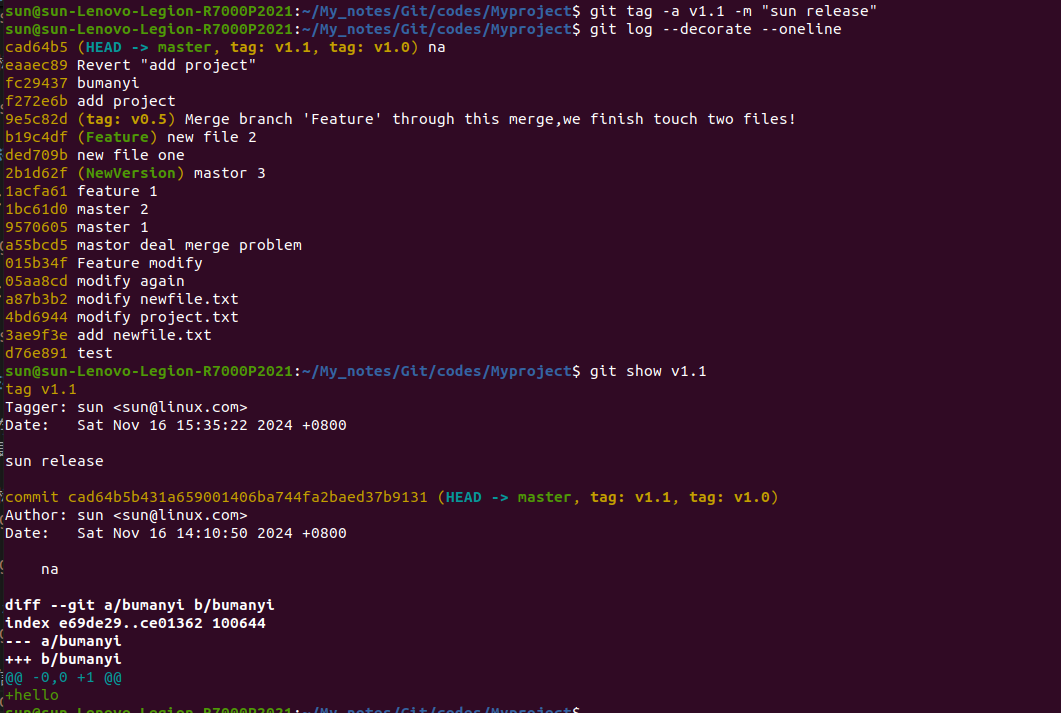 sun@sun-Lenovo-Legion-R7000P2021:~/My_notes/Git/codes/Myproject$ git tag -a v1.1 -m "sun release"
sun@sun-Lenovo-Legion-R7000P2021:~/My_notes/Git/codes/Myproject$ git log --decorate --oneline
cad64b5 (HEAD -> master, tag: v1.1, tag: v1.0) na
eaaec89 Revert "add project"
fc29437 bumanyi
f272e6b add project
9e5c82d (tag: v0.5) Merge branch 'Feature' through this merge,we finish touch two files!
b19c4df (Feature) new file 2
ded709b new file one
2b1d62f (NewVersion) mastor 3
1acfa61 feature 1
1bc61d0 master 2
9570605 master 1
a55bcd5 mastor deal merge problem
015b34f Feature modify
05aa8cd modify again
a87b3b2 modify newfile.txt
4bd6944 modify project.txt
3ae9f3e add newfile.txt
d76e891 test
sun@sun-Lenovo-Legion-R7000P2021:~/My_notes/Git/codes/Myproject$ git show v1.1
tag v1.1
Tagger: sun <sun@linux.com>
Date:   Sat Nov 16 15:35:22 2024 +0800
sun release
commit cad64b5b431a659001406ba744fa2baed37b9131 (HEAD -> master, tag: v1.1, tag: v1.0)
Author: sun <sun@linux.com>
Date:   Sat Nov 16 14:10:50 2024 +0800
na
diff --git a/bumanyi b/bumanyi
index e69de29..ce01362 100644
--- a/bumanyi
+++ b/bumanyi
@@ -0,0 +1 @@
+hello
sun@sun-Lenovo-Legion-R7000P2021:~/My_notes/Git/codes/Myproject$